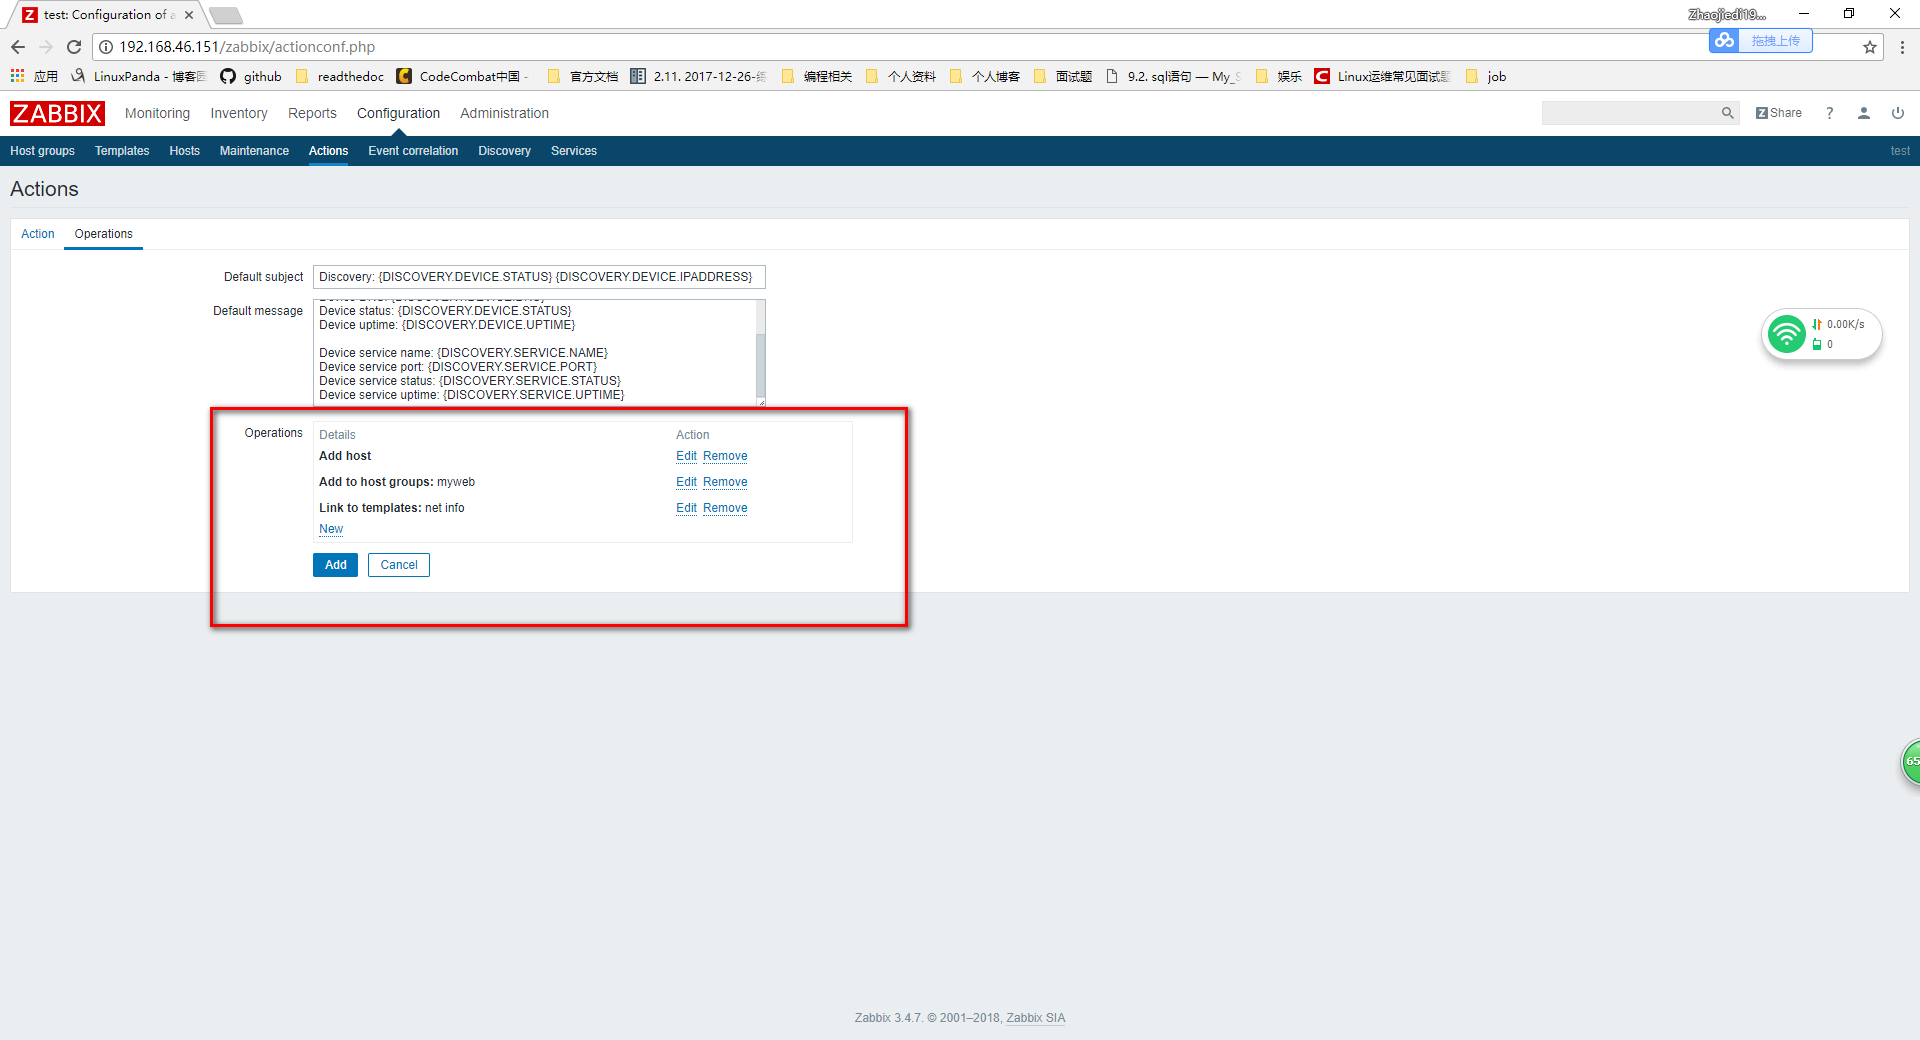 test: Configuration of a
Zhaojiedi19...
192.168.46.151/zabbix/actionconf.php
拖拽上传
应用 LinuxPanda - 博客园 github readthedoc CodeCombat中国 - 官方文档 2.11. 2017-12-26- 编程相关 个人资料 个人博客 面试题 9.2. sql语句 — My_S 娱乐 Linux运维常见面试题 job
ZABBIX Monitoring Inventory Reports Configuration Administration Z Share ?
Host groups Templates Hosts Maintenance Actions Event correlation Discovery Services test
Actions
Action Operations
Default subject Discovery: {DISCOVERY.DEVICE.STATUS} {DISCOVERY.DEVICE.IPADDRESS}
Default message
Device status: {DISCOVERY.DEVICE.STATUS}
Device uptime: {DISCOVERY.DEVICE.UPTIME}
Device service name: {DISCOVERY.SERVICE.NAME}
Device service port: {DISCOVERY.SERVICE.PORT}
Device service status: {DISCOVERY.SERVICE.STATUS}
Device service uptime: {DISCOVERY.SERVICE.UPTIME}
0.00K/s
0
Operations Details Action
Add host Edit Remove
Add to host groups: myweb Edit Remove
Link to templates: net info Edit Remove
New
Add Cancel
65
Zabbix 3.4.7. © 2001–2018, Zabbix SIA